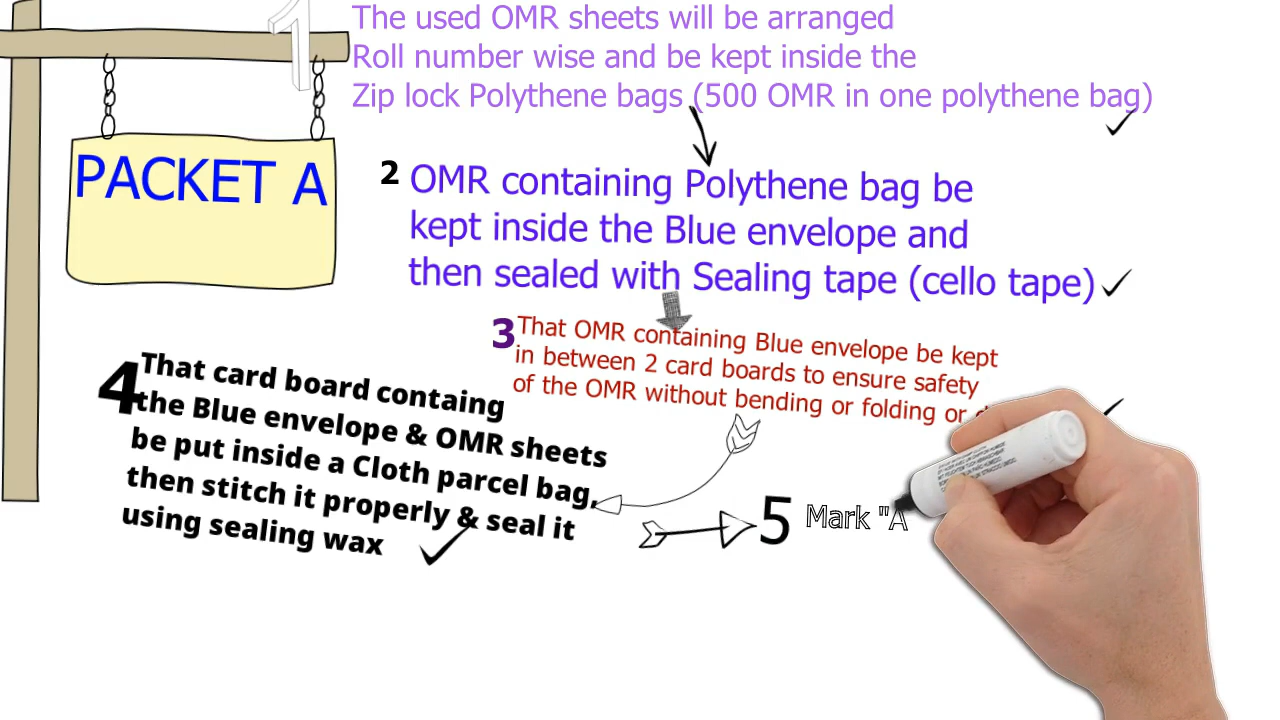 1
The used OMR sheets will be arranged
Roll number wise and be kept inside the
Zip lock Polythene bags (500 OMR in one polythene bag)
PACKET A
2 OMR containing Polythene bag be
kept inside the Blue envelope and
then sealed with Sealing tape (cello tape)
3 That OMR containing Blue envelope be kept
in between 2 card boards to ensure safety
of the OMR without bending or folding or
4 That card board containg
the Blue envelope & OMR sheets
be put inside a Cloth parcel bag,
then stitch it properly & seal it
using sealing wax
5 Mark "A